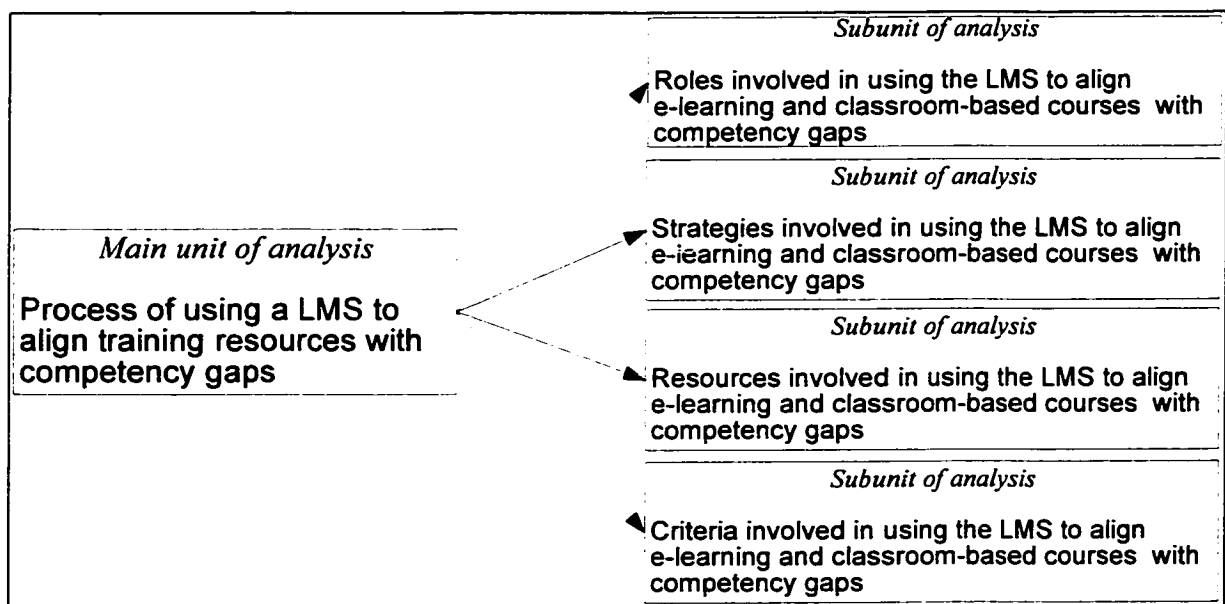 Subunit of analysis
Roles involved in using the LMS to align
e-learning and classroom-based courses with
competency gaps
Subunit of analysis
Strategies involved in using the LMS to align
e-learning and classroom-based courses with
competency gaps
Main unit of analysis
Process of using a LMS to
align training resources with
competency gaps
Subunit of analysis
Resources involved in using the LMS to align
e-learning and classroom-based courses with
competency gaps
Subunit of analysis
Criteria involved in using the LMS to align
e-learning and classroom-based courses with
competency gaps